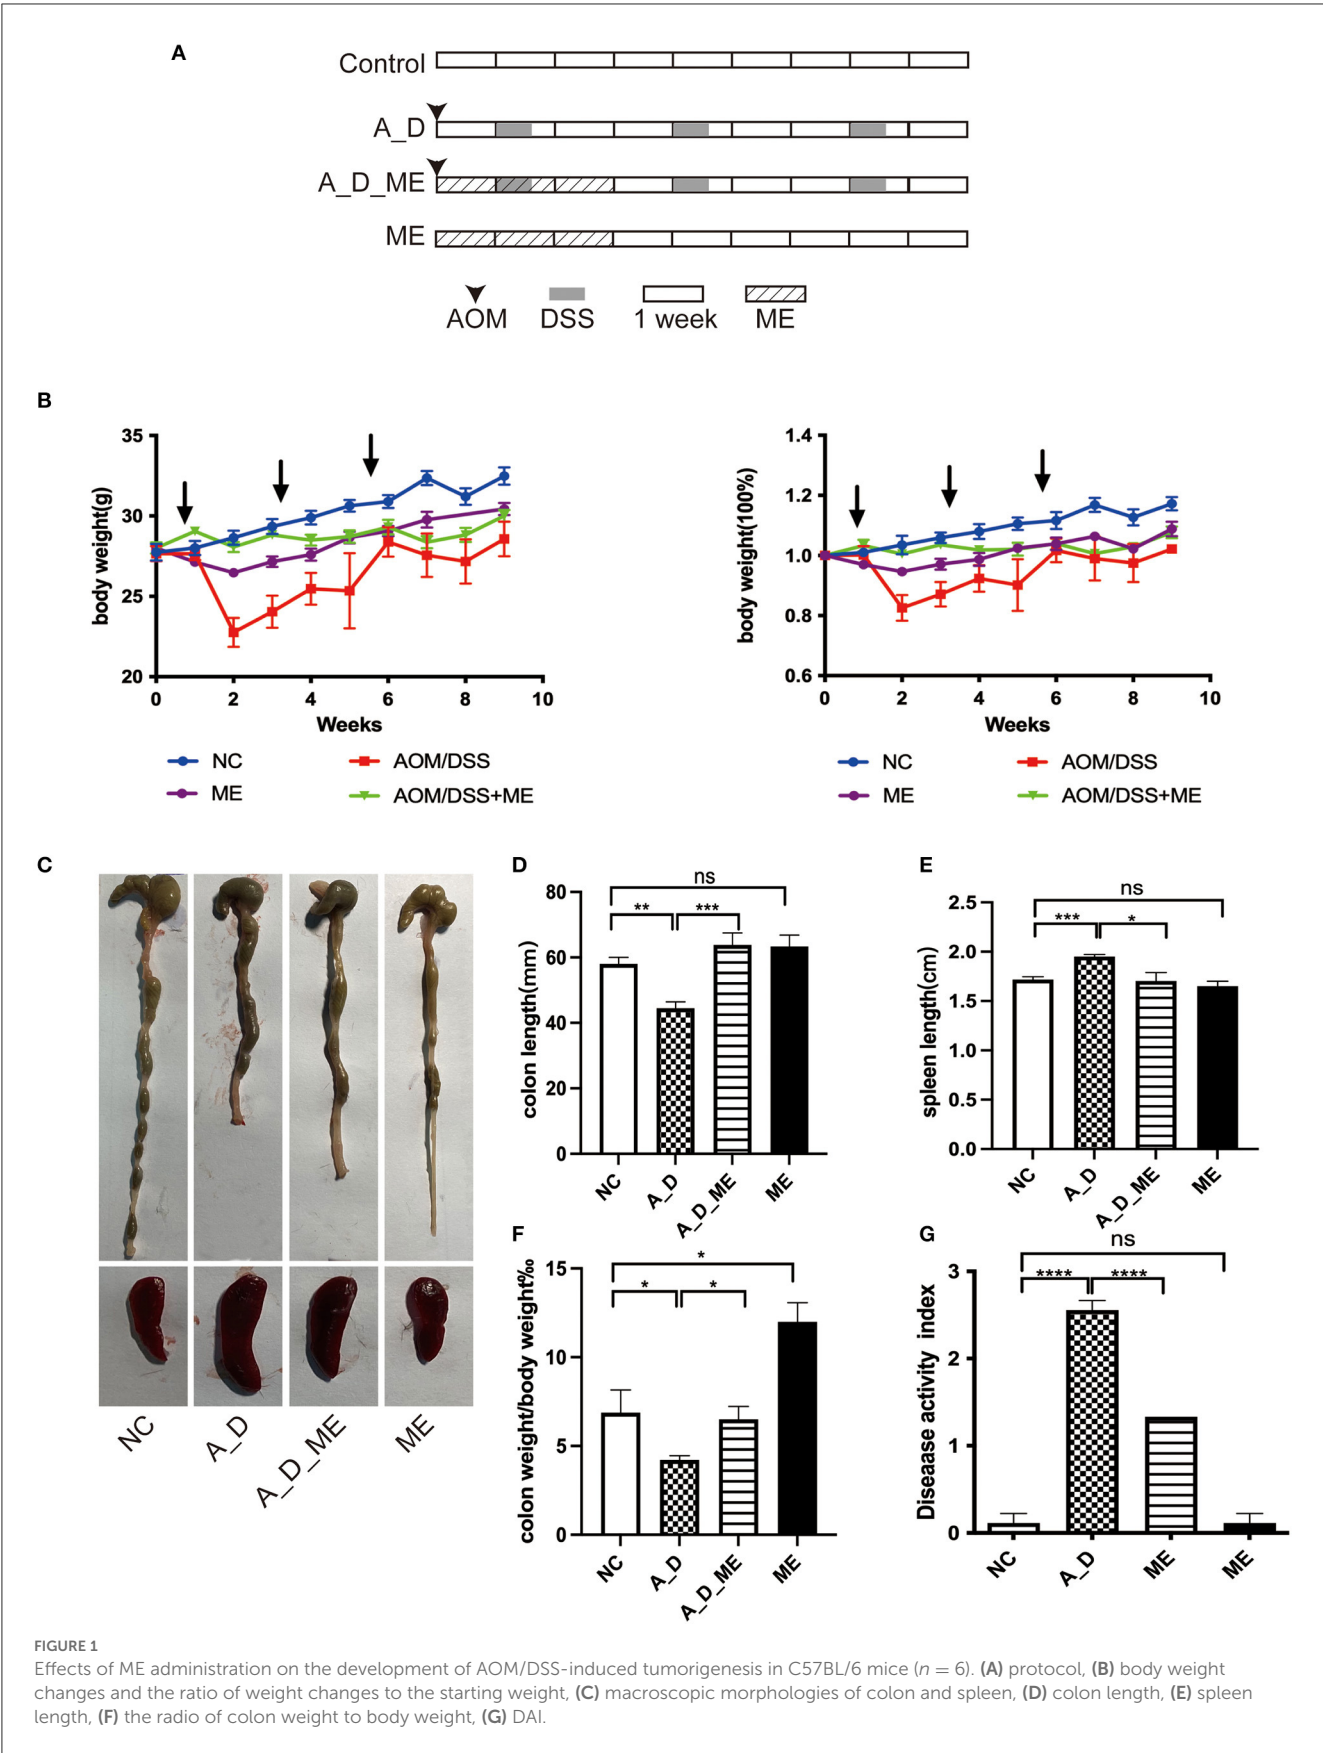 A
Control
A_D
A_D_ME
ME
AOM
DSS
1 week
ME
B
35
30
25
20
body weight(g)
0 2 4 6 8 10
Weeks
NC
AOM/DSS
ME
AOM/DSS+ME
1.4
1.2
1.0
0.8
0.6
body weight(100%)
0 2 4 6 8 10
Weeks
NC
AOM/DSS
ME
AOM/DSS+ME
C
NC
A_D
A_D_ME
ME
D
ns
** ***
80
60
40
20
0
colon length(mm)
NC
A_D
A_D_ME
ME
E
ns
*** *
2.5
2.0
1.5
1.0
0.5
0.0
spleen length(cm)
NC
A_D
A_D_ME
ME
F
*
* *
15
10
5
0
colon weight/body weight‰
NC
A_D
A_D_ME
ME
G
ns
**** ****
3
2
1
0
Diseaase activity index
NC
A_D
ME
ME
FIGURE 1
Effects of ME administration on the development of AOM/DSS-induced tumorigenesis in C57BL/6 mice (n = 6). (A) protocol, (B) body weight
changes and the ratio of weight changes to the starting weight, (C) macroscopic morphologies of colon and spleen, (D) colon length, (E) spleen
length, (F) the radio of colon weight to body weight, (G) DAI.